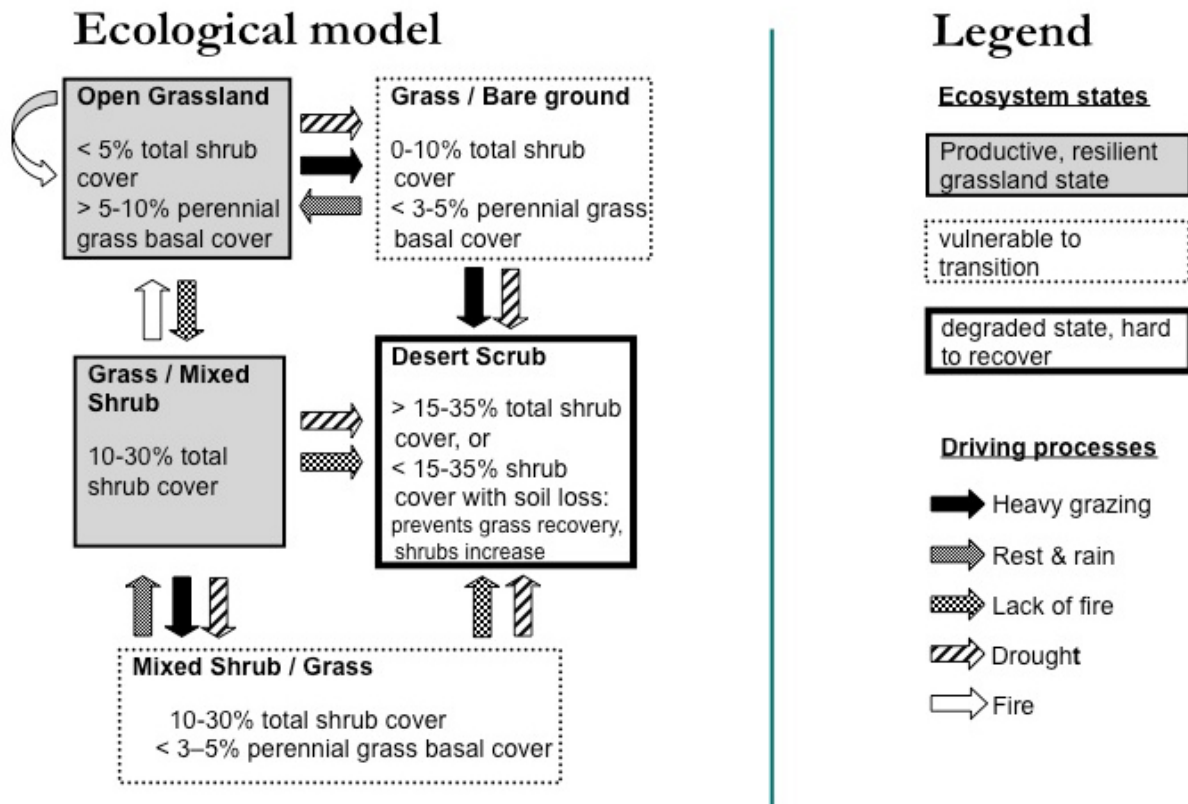 Ecological model
Open Grassland
< 5% total shrub
cover
> 5-10% perennial
grass basal cover
Grass / Bare ground
0-10% total shrub
cover
< 3-5% perennial grass
basal cover
Grass / Mixed
Shrub
10-30% total
shrub cover
Desert Scrub
> 15-35% total shrub
cover, or
< 15-35% shrub
cover with soil loss:
prevents grass recovery,
shrubs increase
Mixed Shrub / Grass
10-30% total shrub cover
< 3–5% perennial grass basal cover
Legend
Ecosystem states
Productive, resilient
grassland state
vulnerable to
transition
degraded state, hard
to recover
Driving processes
Heavy grazing
Rest & rain
Lack of fire
Drought
Fire